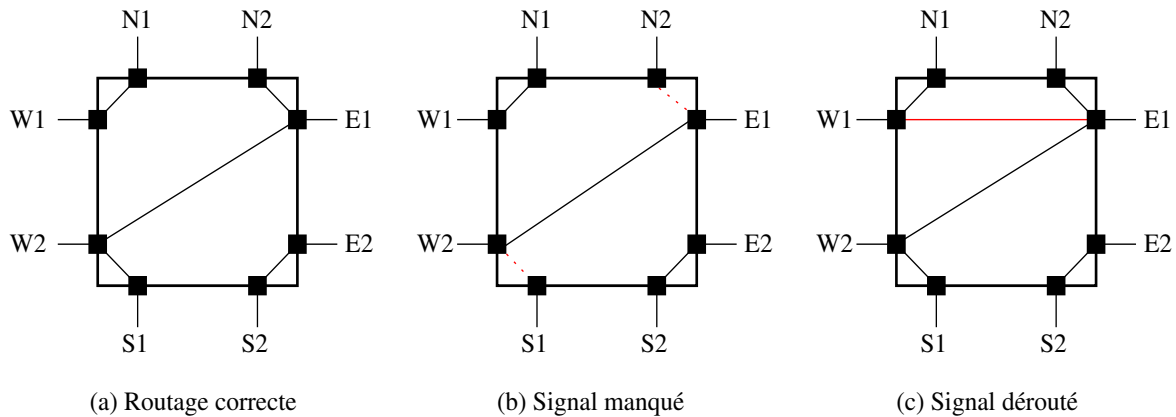 N1 N2 N1 N2 N1 N2
W1 E1 W1 E1 W1 E1
W2 E2 W2 E2 W2 E2
S1 S2 S1 S2 S1 S2
(a) Routage correcte (b) Signal manqué (c) Signal dérouté